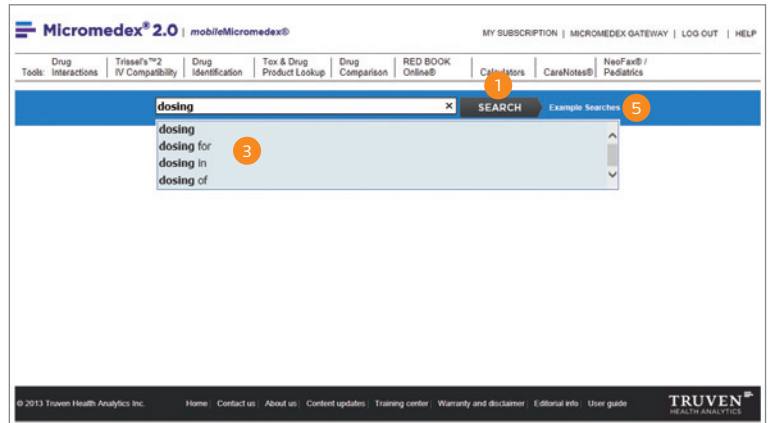 Micromedex® 2.0 | mobileMicromedex®
MY SUBSCRIPTION | MICROMEDEX GATEWAY | LOG OUT | HELP
Tools: Drug Interactions | Trissel's™2 IV Compatibility | Drug Identification | Tox & Drug Product Lookup | Drug Comparison | RED BOOK Online® | Calculators | CareNotes® | NeoFax® / Pediatrics
1
dosing × SEARCH Example Searches 5
dosing
dosing for
3
dosing in
dosing of
© 2013 Truven Health Analytics Inc. Home | Contact us | About us | Content updates | Training center | Warranty and disclaimer | Editorial info | User guide
TRUVEN
HEALTH ANALYTICS